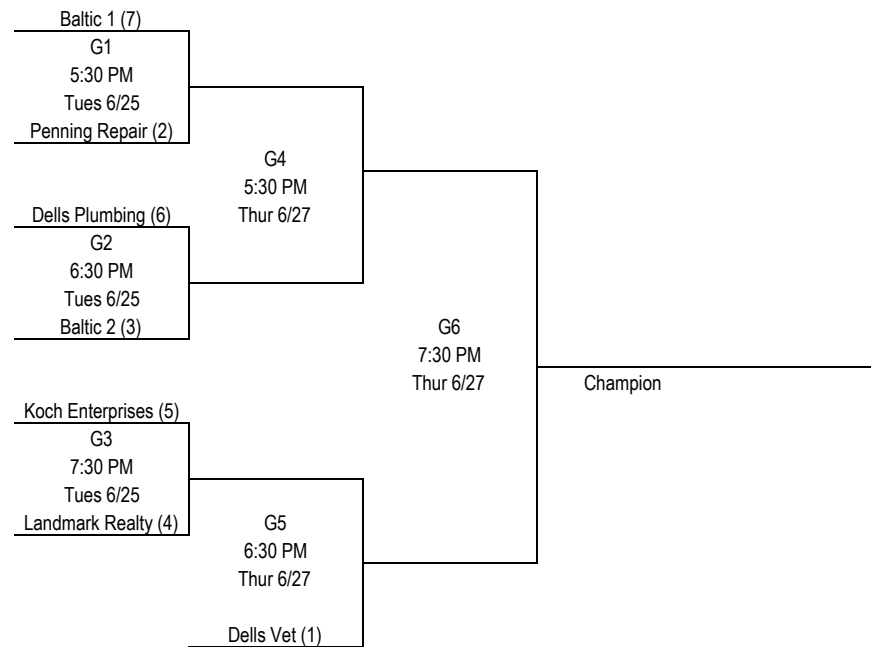 Baltic 1 (7)
G1
5:30 PM
Tues 6/25
Penning Repair (2)
G4
5:30 PM
Thur 6/27
Dells Plumbing (6)
G2
6:30 PM
Tues 6/25
Baltic 2 (3)
G6
7:30 PM
Thur 6/27
Champion
Koch Enterprises (5)
G3
7:30 PM
Tues 6/25
Landmark Realty (4)
G5
6:30 PM
Thur 6/27
Dells Vet (1)